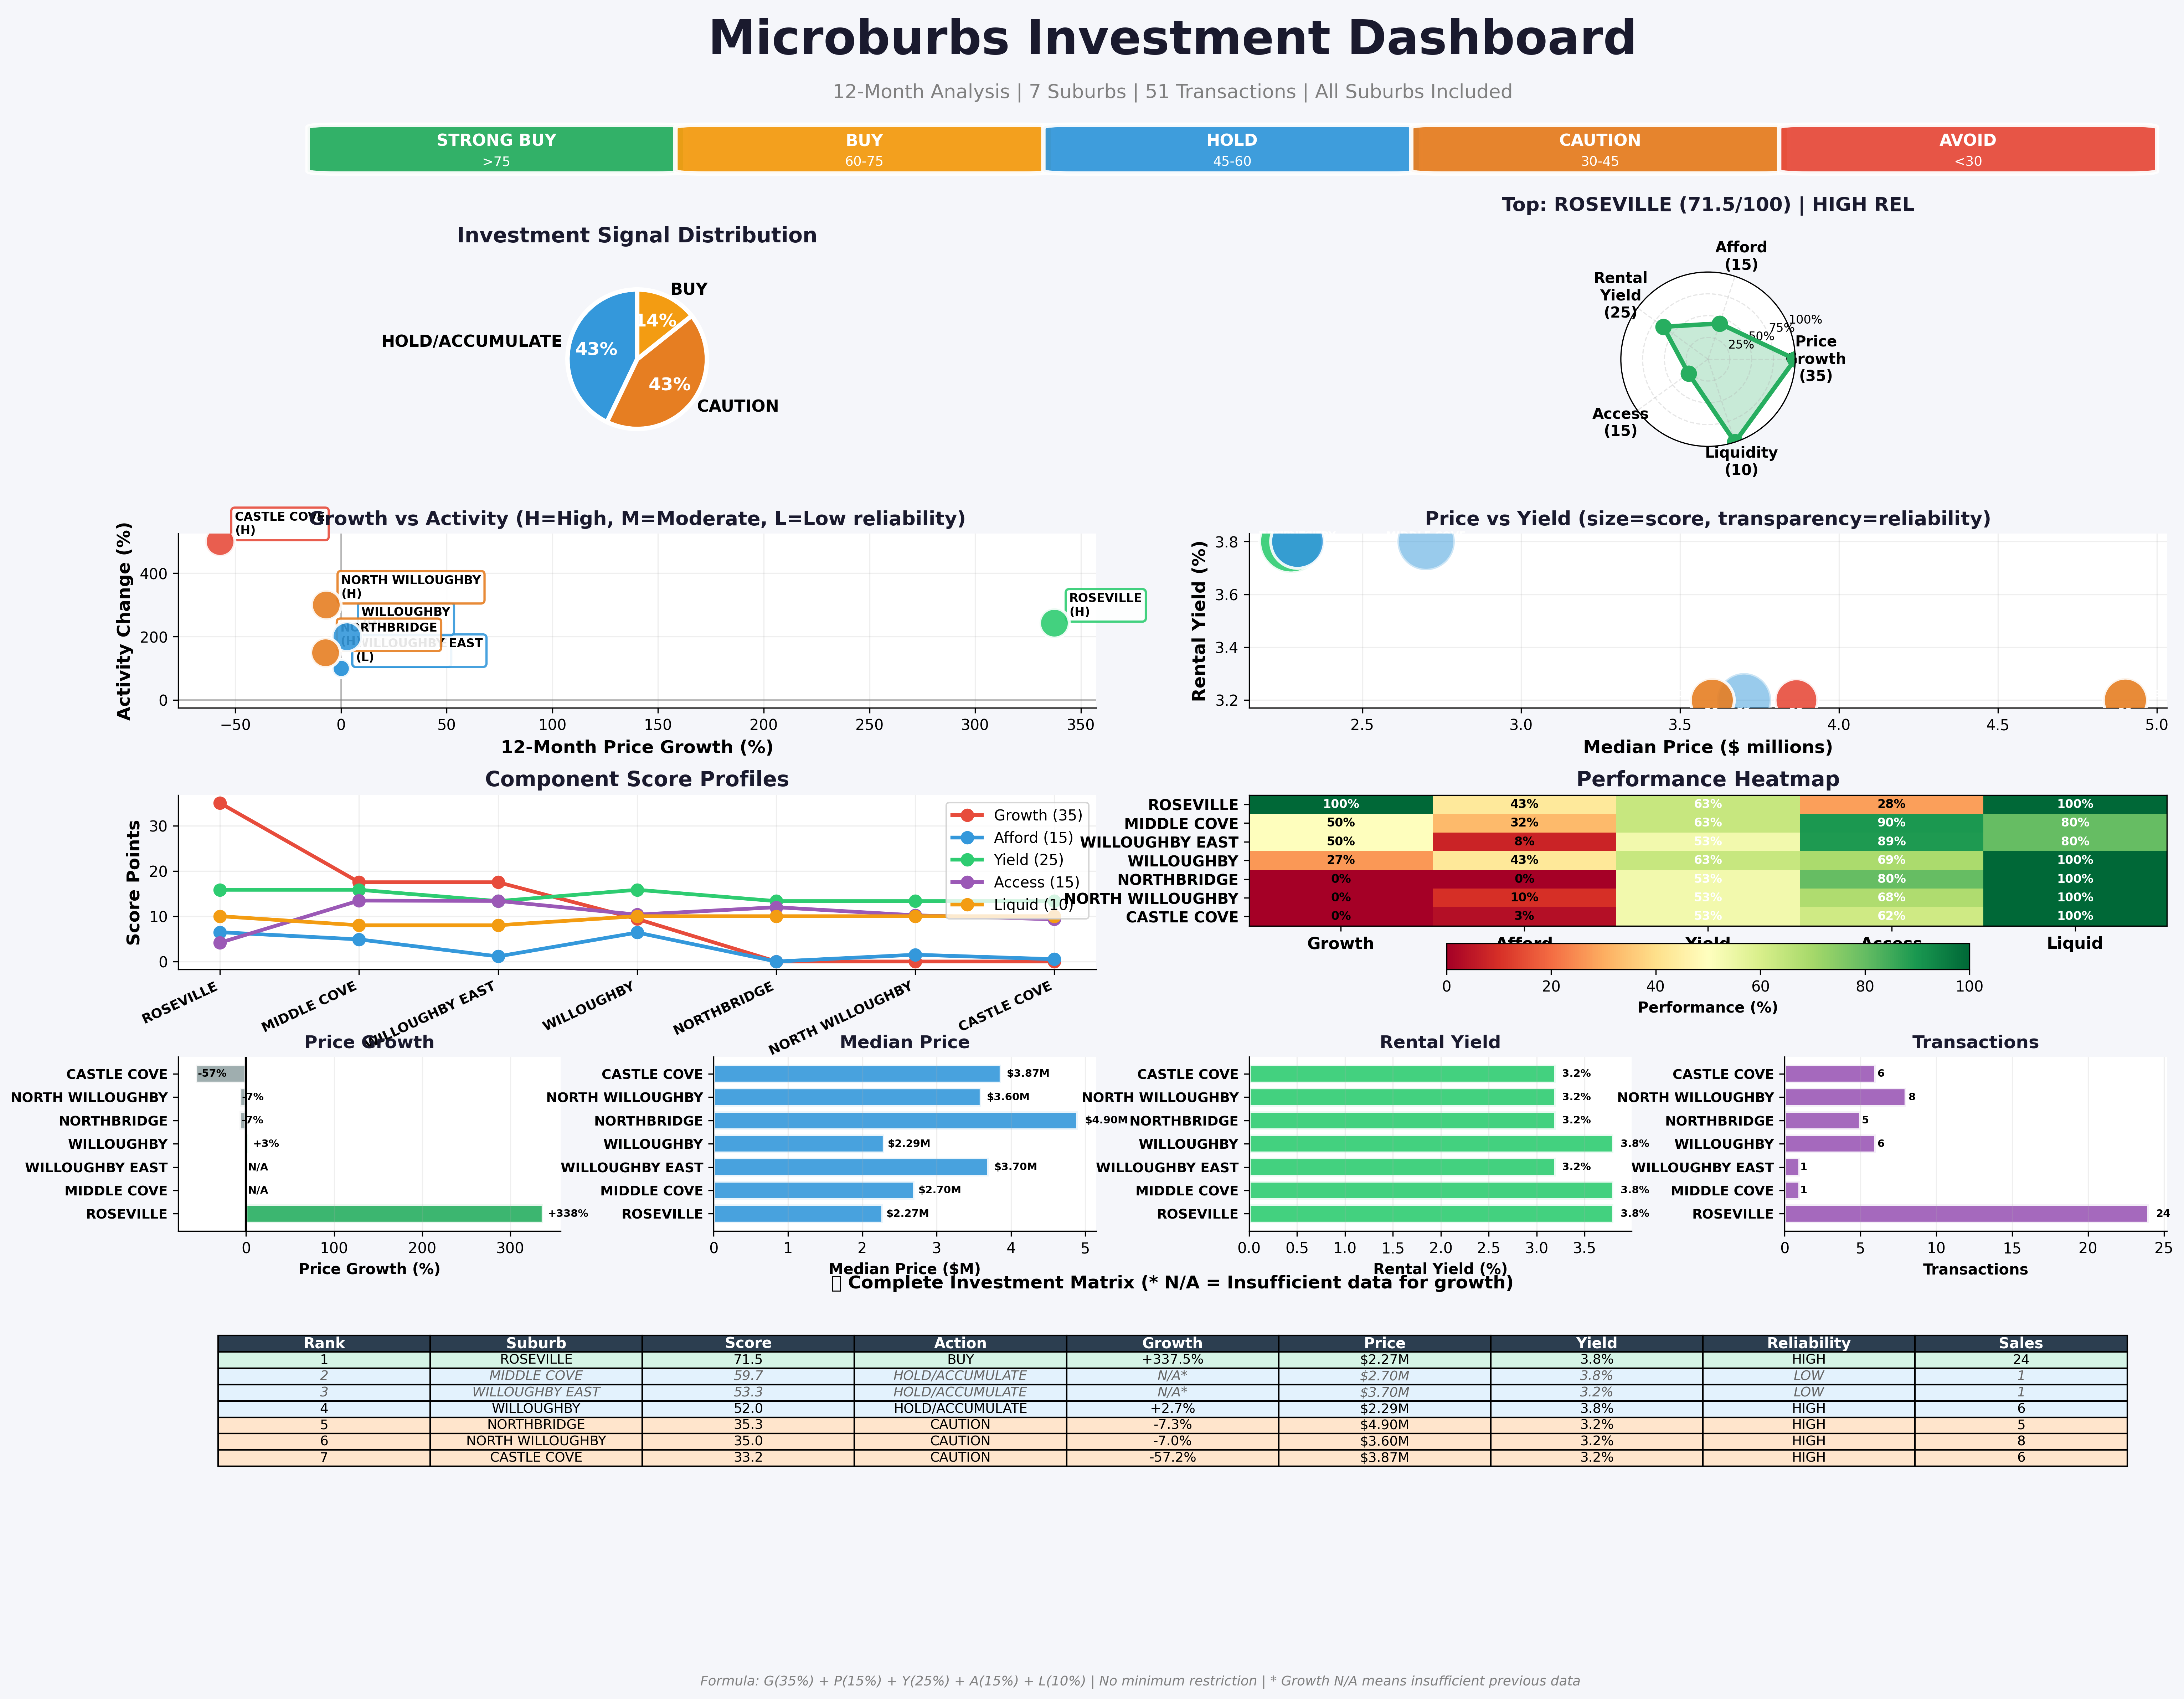 Microburbs Investment Dashboard
12-Month Analysis | 7 Suburbs | 51 Transactions | All Suburbs Included
STRONG BUY
>75
BUY
60-75
HOLD
45-60
CAUTION
30-45
AVOID
<30
Investment Signal Distribution
BUY
14%
HOLD/ACCUMULATE
43%
43%
CAUTION
Top: ROSEVILLE (71.5/100) | HIGH REL
Afford
(15)
Rental
Yield
(25)
100%
75%
50%
25%
Price
Growth
(35)
Access
(15)
Liquidity
(10)
Growth vs Activity (H=High, M=Moderate, L=Low reliability)
CASTLE COVE
(H)
NORTH WILLOUGHBY
(H)
WILLOUGHBY
NORTHBRIDGE
(H)
WILLOUGHBY EAST
(L)
ROSEVILLE
(H)
Activity Change (%)
400
200
0
−50 0 50 100 150 200 250 300 350
12-Month Price Growth (%)
Price vs Yield (size=score, transparency=reliability)
Rental Yield (%)
3.8
3.6
3.4
3.2
2.5 3.0 3.5 4.0 4.5 5.0
Median Price ($ millions)
Component Score Profiles
Score Points
30
20
10
0
Growth (35)
Afford (15)
Yield (25)
Access (15)
Liquid (10)
ROSEVILLE
MIDDLE COVE
WILLOUGHBY EAST
WILLOUGHBY
NORTHBRIDGE
NORTH WILLOUGHBY
CASTLE COVE
Performance Heatmap
ROSEVILLE 100% 43% 63% 28% 100%
MIDDLE COVE 50% 32% 63% 90% 80%
WILLOUGHBY EAST 50% 8% 53% 89% 80%
WILLOUGHBY 27% 43% 63% 69% 100%
NORTHBRIDGE 0% 0% 53% 80% 100%
NORTH WILLOUGHBY 0% 10% 53% 68% 100%
CASTLE COVE 0% 3% 53% 62% 100%
Growth Afford Yield Access Liquid
0 20 40 60 80 100
Performance (%)
Price Growth
CASTLE COVE -57%
NORTH WILLOUGHBY -7%
NORTHBRIDGE -7%
WILLOUGHBY +3%
WILLOUGHBY EAST N/A
MIDDLE COVE N/A
ROSEVILLE +338%
0 100 200 300
Price Growth (%)
Median Price
CASTLE COVE $3.87M
NORTH WILLOUGHBY $3.60M
NORTHBRIDGE $4.90M
WILLOUGHBY $2.29M
WILLOUGHBY EAST $3.70M
MIDDLE COVE $2.70M
ROSEVILLE $2.27M
0 1 2 3 4 5
Median Price ($M)
Rental Yield
CASTLE COVE 3.2%
NORTH WILLOUGHBY 3.2%
NORTHBRIDGE 3.2%
WILLOUGHBY 3.8%
WILLOUGHBY EAST 3.2%
MIDDLE COVE 3.8%
ROSEVILLE 3.8%
0.0 0.5 1.0 1.5 2.0 2.5 3.0 3.5
Rental Yield (%)
Transactions
CASTLE COVE 6
NORTH WILLOUGHBY 8
NORTHBRIDGE 5
WILLOUGHBY 6
WILLOUGHBY EAST 1
MIDDLE COVE 1
ROSEVILLE 24
0 5 10 15 20 25
Transactions
Complete Investment Matrix (* N/A = Insufficient data for growth)
Rank Suburb Score Action Growth Price Yield Reliability Sales
1 ROSEVILLE 71.5 BUY +337.5% $2.27M 3.8% HIGH 24
2 MIDDLE COVE 59.7 HOLD/ACCUMULATE N/A* $2.70M 3.8% LOW 1
3 WILLOUGHBY EAST 53.3 HOLD/ACCUMULATE N/A* $3.70M 3.2% LOW 1
4 WILLOUGHBY 52.0 HOLD/ACCUMULATE +2.7% $2.29M 3.8% HIGH 6
5 NORTHBRIDGE 35.3 CAUTION -7.3% $4.90M 3.2% HIGH 5
6 NORTH WILLOUGHBY 35.0 CAUTION -7.0% $3.60M 3.2% HIGH 8
7 CASTLE COVE 33.2 CAUTION -57.2% $3.87M 3.2% HIGH 6
Formula: G(35%) + P(15%) + Y(25%) + A(15%) + L(10%) | No minimum restriction | * Growth N/A means insufficient previous data